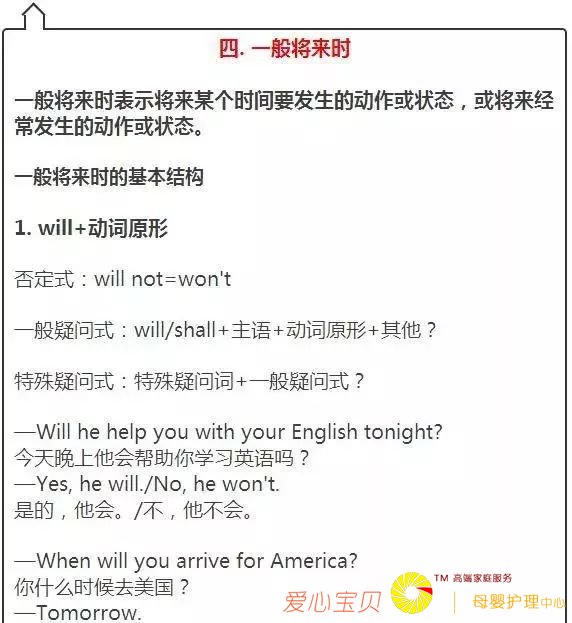 四. 一般将来时
一般将来时表示将来某个时间要发生的动作或状态，或将来经
常发生的动作或状态。
一般将来时的基本结构
1. will+动词原形
否定式：will not=won't
一般疑问式：will/shall+主语+动词原形+其他？
特殊疑问式：特殊疑问词+一般疑问式？
—Will he help you with your English tonight?
今天晚上他会帮助你学习英语吗？
—Yes, he will./No, he won't.
是的，他会。/不，他不会。
—When will you arrive for America?
你什么时候去美国？
—Tomorrow.
爱心宝贝
TM 高端家庭服务
母婴护理中心